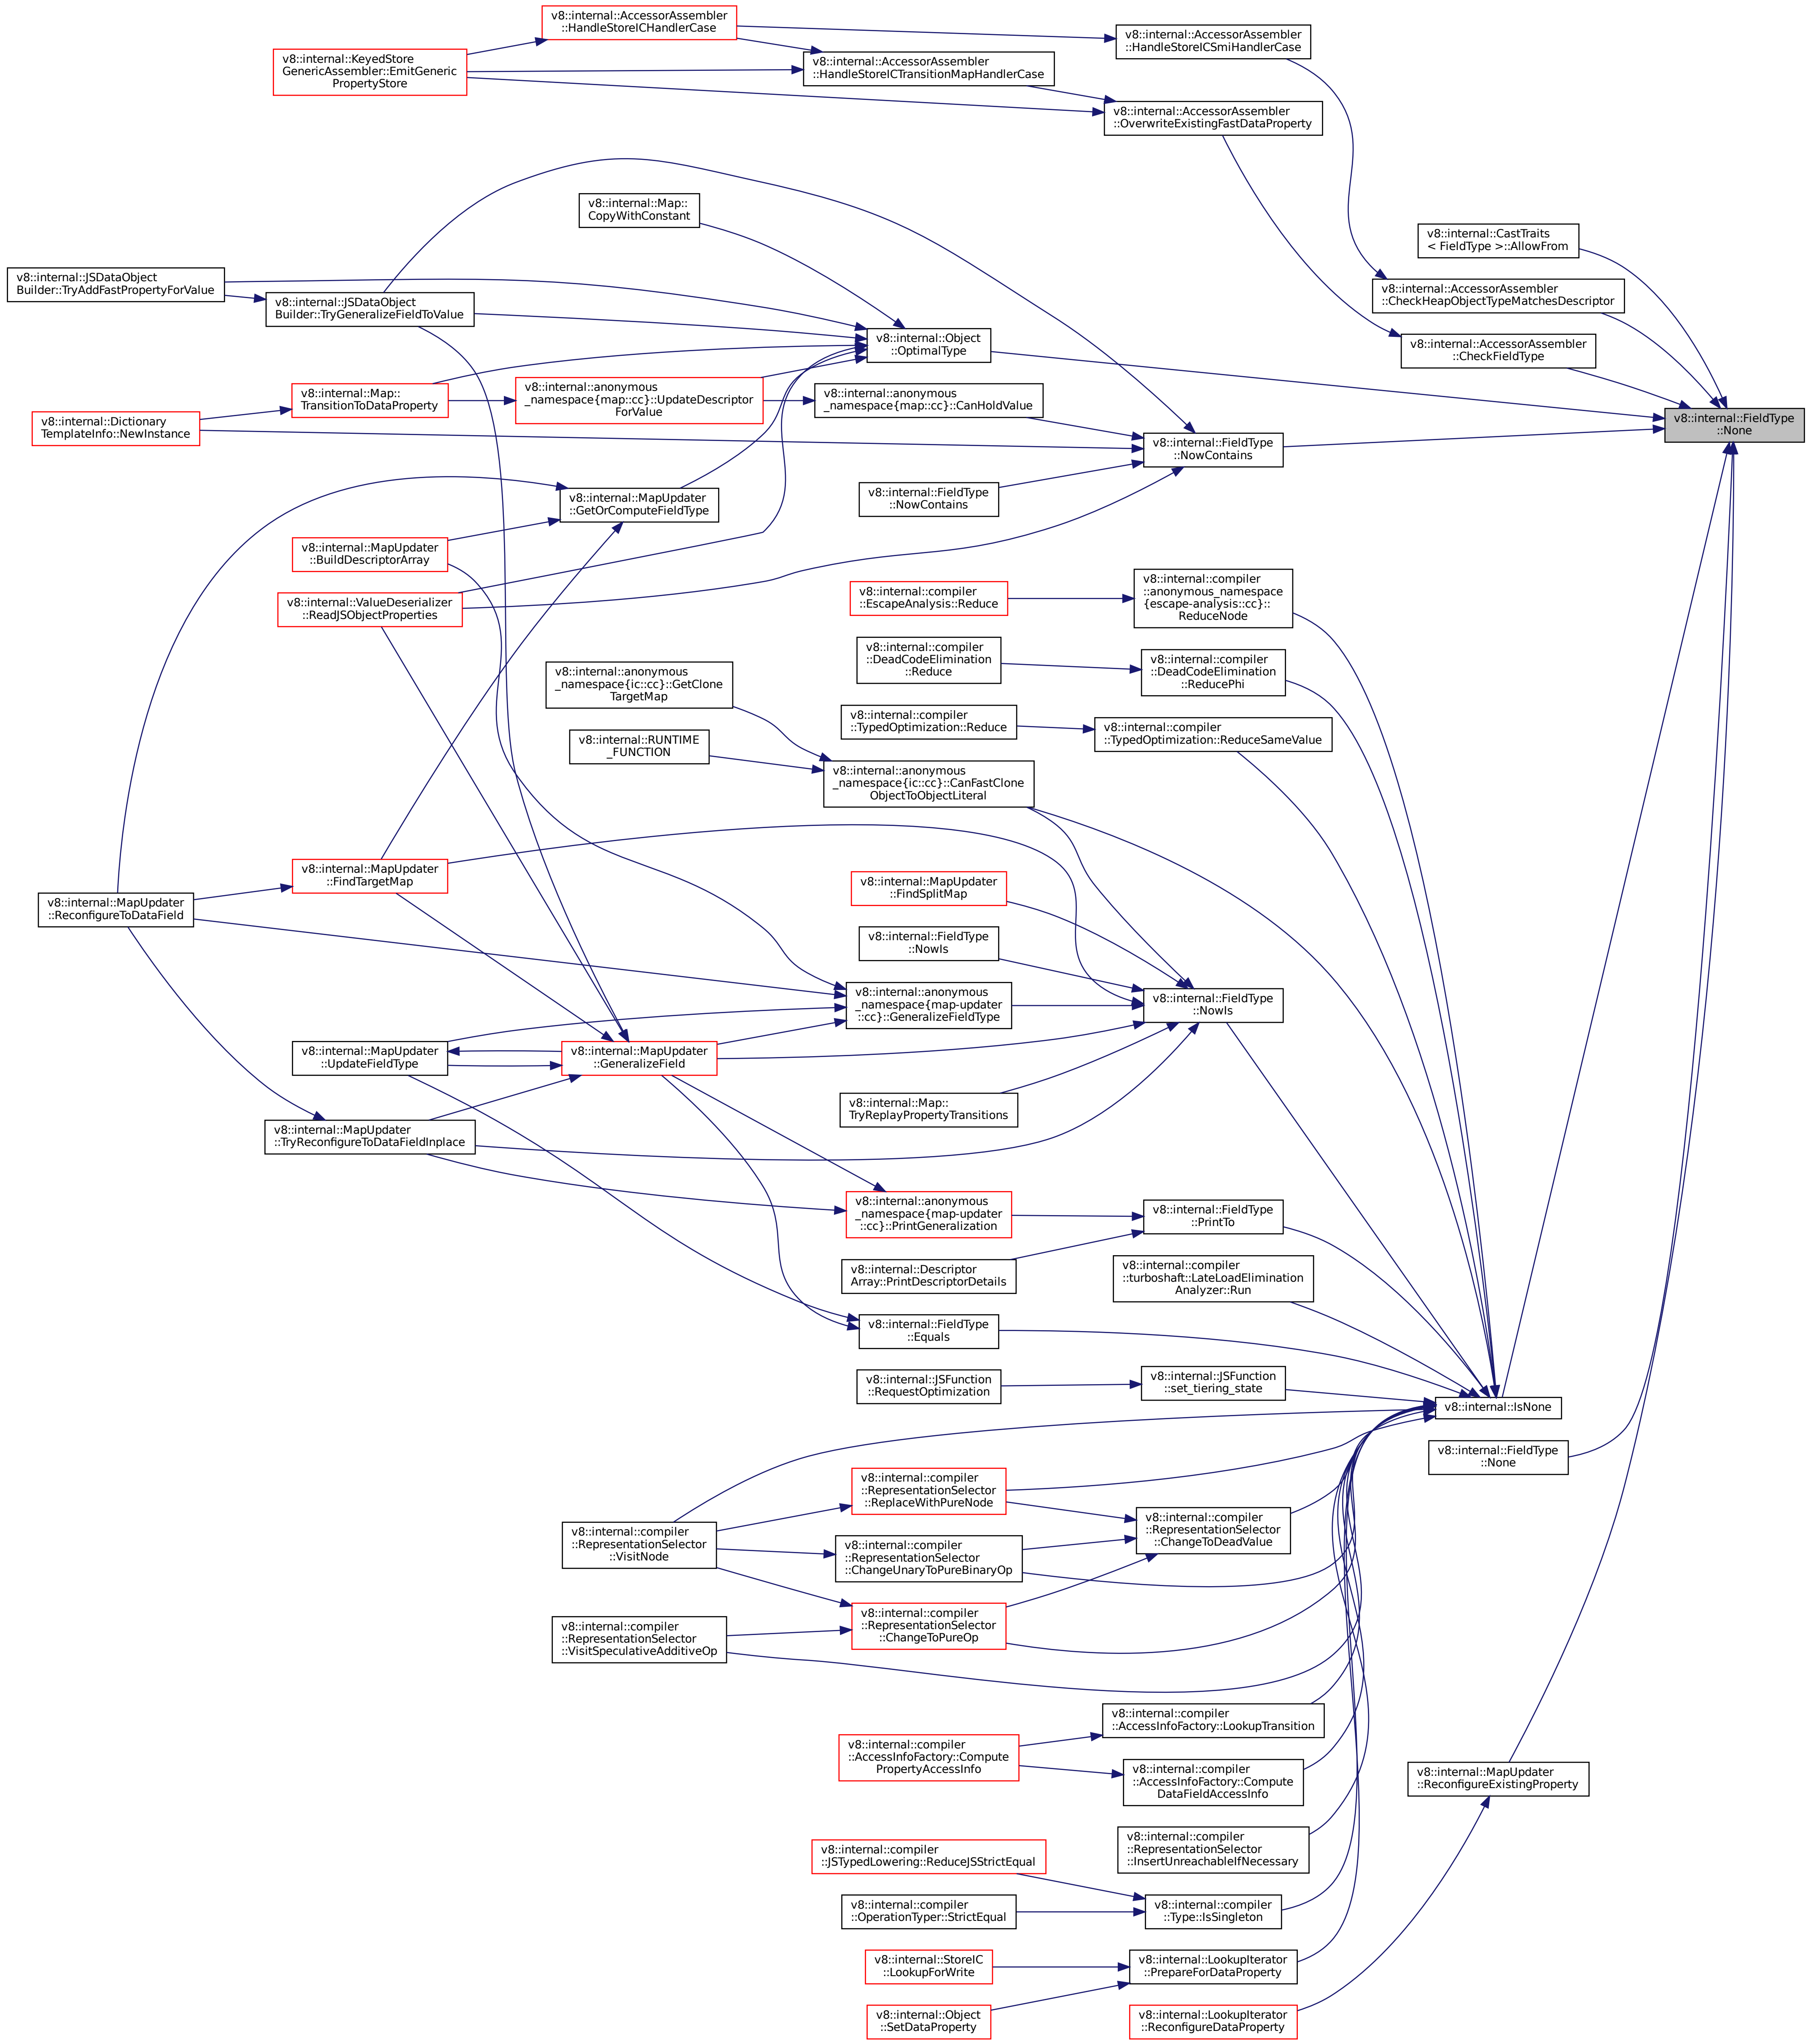 v8::internal::AccessorAssembler
::HandleStoreICHandlerCase
v8::internal::AccessorAssembler
::HandleStoreICSmiHandlerCase
v8::internal::KeyedStore
GenericAssembler::EmitGeneric
PropertyStore
v8::internal::AccessorAssembler
::HandleStoreICTransitionMapHandlerCase
v8::internal::AccessorAssembler
::OverwriteExistingFastDataProperty
v8::internal::Map::
CopyWithConstant
v8::internal::CastTraits
< FieldType >::AllowFrom
v8::internal::JSDataObject
Builder::TryAddFastPropertyForValue
v8::internal::JSDataObject
Builder::TryGeneralizeFieldToValue
v8::internal::AccessorAssembler
::CheckHeapObjectTypeMatchesDescriptor
v8::internal::Object
::OptimalType
v8::internal::AccessorAssembler
::CheckFieldType
v8::internal::Map::
TransitionToDataProperty
v8::internal::anonymous
_namespace{map::cc}::UpdateDescriptor
ForValue
v8::internal::anonymous
_namespace{map::cc}::CanHoldValue
v8::internal::Dictionary
TemplateInfo::NewInstance
v8::internal::FieldType
::NowContains
v8::internal::FieldType
::None
v8::internal::MapUpdater
::GetOrComputeFieldType
v8::internal::FieldType
::NowContains
v8::internal::MapUpdater
::BuildDescriptorArray
v8::internal::ValueDeserializer
::ReadJSObjectProperties
v8::internal::compiler
::EscapeAnalysis::Reduce
v8::internal::compiler
::anonymous_namespace
{escape-analysis::cc}::
ReduceNode
v8::internal::compiler
::DeadCodeElimination
::Reduce
v8::internal::compiler
::DeadCodeElimination
::ReducePhi
v8::internal::anonymous
_namespace{ic::cc}::GetClone
TargetMap
v8::internal::compiler
::TypedOptimization::Reduce
v8::internal::compiler
::TypedOptimization::ReduceSameValue
v8::internal::RUNTIME
_FUNCTION
v8::internal::anonymous
_namespace{ic::cc}::CanFastClone
ObjectToObjectLiteral
v8::internal::MapUpdater
::FindTargetMap
v8::internal::MapUpdater
::FindSplitMap
v8::internal::MapUpdater
::ReconfigureToDataField
v8::internal::FieldType
::NowIs
v8::internal::anonymous
_namespace{map-updater
::cc}::GeneralizeFieldType
v8::internal::FieldType
::NowIs
v8::internal::MapUpdater
::UpdateFieldType
v8::internal::MapUpdater
::GeneralizeField
v8::internal::Map::
TryReplayPropertyTransitions
v8::internal::MapUpdater
::TryReconfigureToDataFieldInplace
v8::internal::anonymous
_namespace{map-updater
::cc}::PrintGeneralization
v8::internal::FieldType
::PrintTo
v8::internal::Descriptor
Array::PrintDescriptorDetails
v8::internal::compiler
::turboshaft::LateLoadElimination
Analyzer::Run
v8::internal::FieldType
::Equals
v8::internal::JSFunction
::RequestOptimization
v8::internal::JSFunction
::set_tiering_state
v8::internal::IsNone
v8::internal::FieldType
::None
v8::internal::compiler
::RepresentationSelector
::ReplaceWithPureNode
v8::internal::compiler
::RepresentationSelector
::ChangeToDeadValue
v8::internal::compiler
::RepresentationSelector
::VisitNode
v8::internal::compiler
::RepresentationSelector
::ChangeUnaryToPureBinaryOp
v8::internal::compiler
::RepresentationSelector
::ChangeToPureOp
v8::internal::compiler
::RepresentationSelector
::VisitSpeculativeAdditiveOp
v8::internal::compiler
::AccessInfoFactory::LookupTransition
v8::internal::compiler
::AccessInfoFactory::Compute
PropertyAccessInfo
v8::internal::compiler
::AccessInfoFactory::Compute
DataFieldAccessInfo
v8::internal::MapUpdater
::ReconfigureExistingProperty
v8::internal::compiler
::RepresentationSelector
::InsertUnreachableIfNecessary
v8::internal::compiler
::JSTypedLowering::ReduceJSStrictEqual
v8::internal::compiler
::OperationTyper::StrictEqual
v8::internal::compiler
::Type::IsSingleton
v8::internal::StoreIC
::LookupForWrite
v8::internal::LookupIterator
::PrepareForDataProperty
v8::internal::Object
::SetDataProperty
v8::internal::LookupIterator
::ReconfigureDataProperty